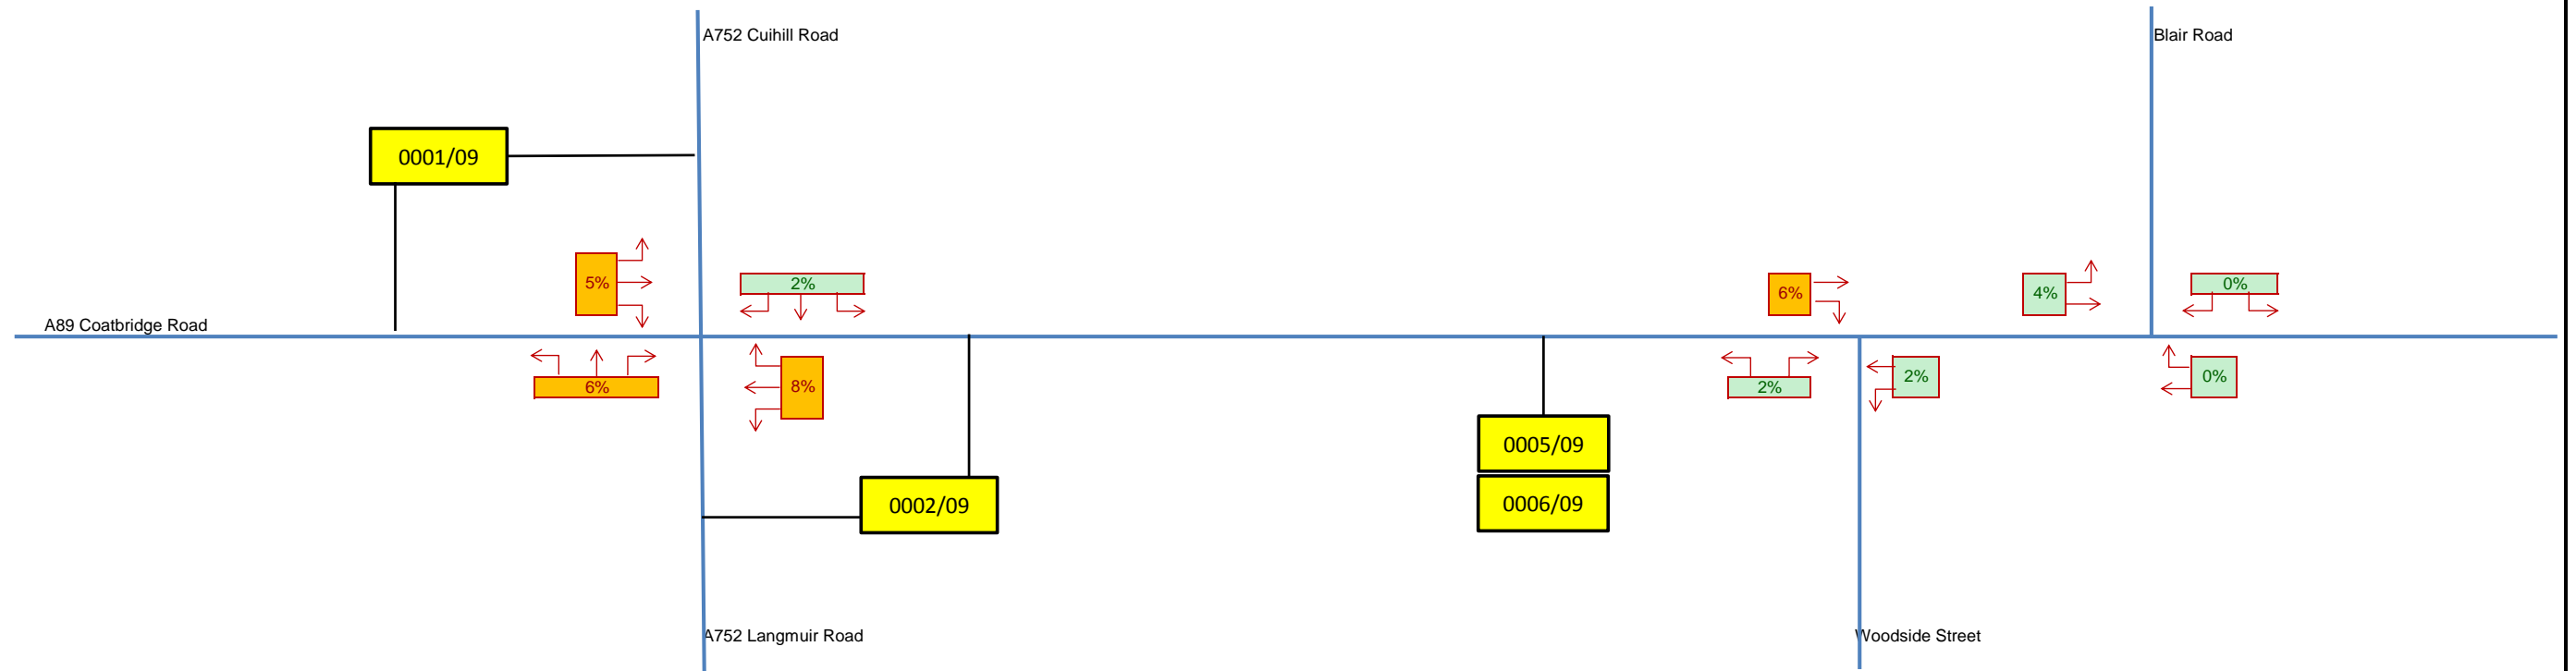 A752 Cuihill Road
Blair Road
0001/09
5%
2%
6%
4%
0%
A89 Coatbridge Road
6%
8%
2%
2%
0%
0005/09
0002/09
0006/09
A752 Langmuir Road
Woodside Street